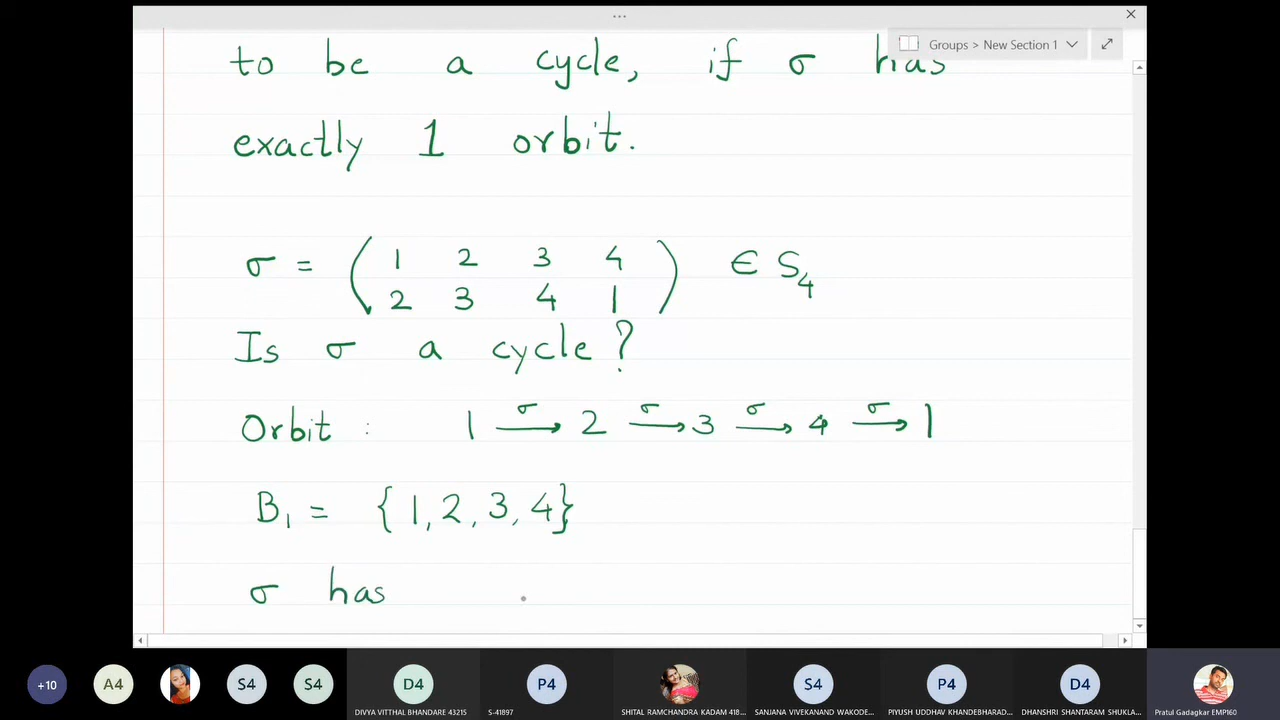 Groups > New Section 1
to be a cycle, if σ has
exactly 1 orbit.
σ = ( 1 2 3 4 ) ∈ S₄
2 3 4 1
Is σ a cycle?
Orbit : 1 σ→ 2 σ→ 3 σ→ 4 σ→ 1
B₁ = {1, 2, 3, 4}
σ has
+10 A4 S4 S4 D4 P4 S4 P4 D4
DIVYA VITTHAL BHANDARE 43215 S-41897 SHITAL RAMCHANDRA KADAM 418... SANJANA VIVEKANAND WAKODE... PIYUSH UDDHAV KHANDEBHARAD... DHANSHRI SHANTARAM SHUKLA... Pratul Gadagkar EMP160